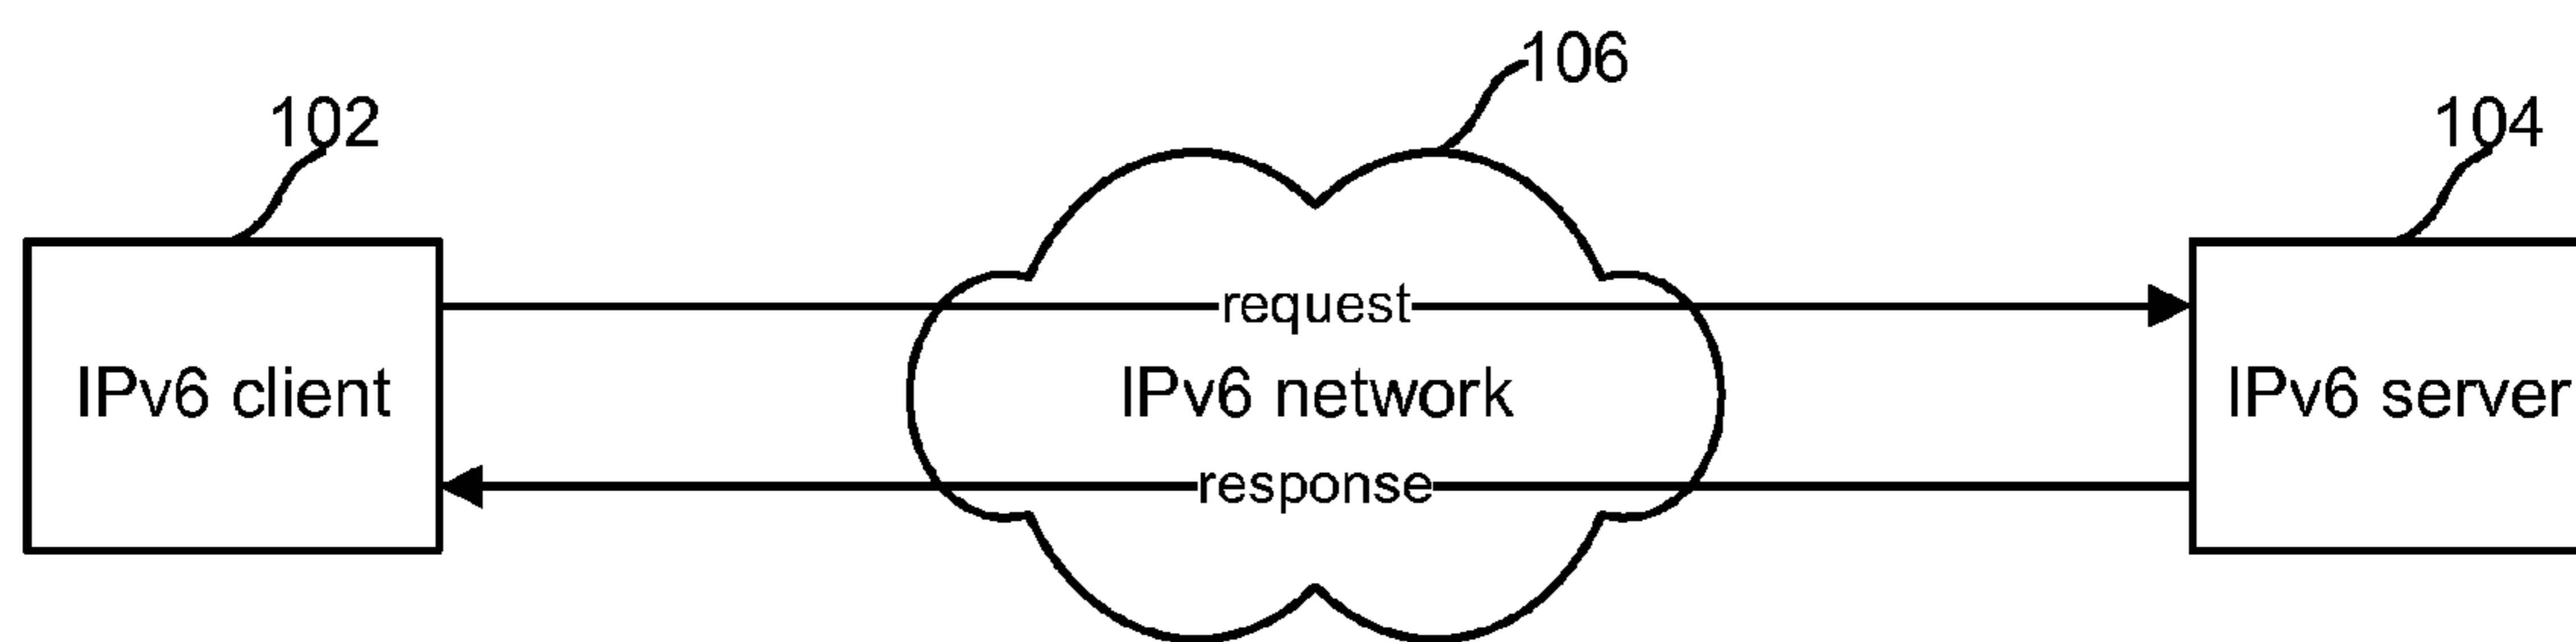 106
102
104
request
IPv6 client
IPv6 network
IPv6 server
response